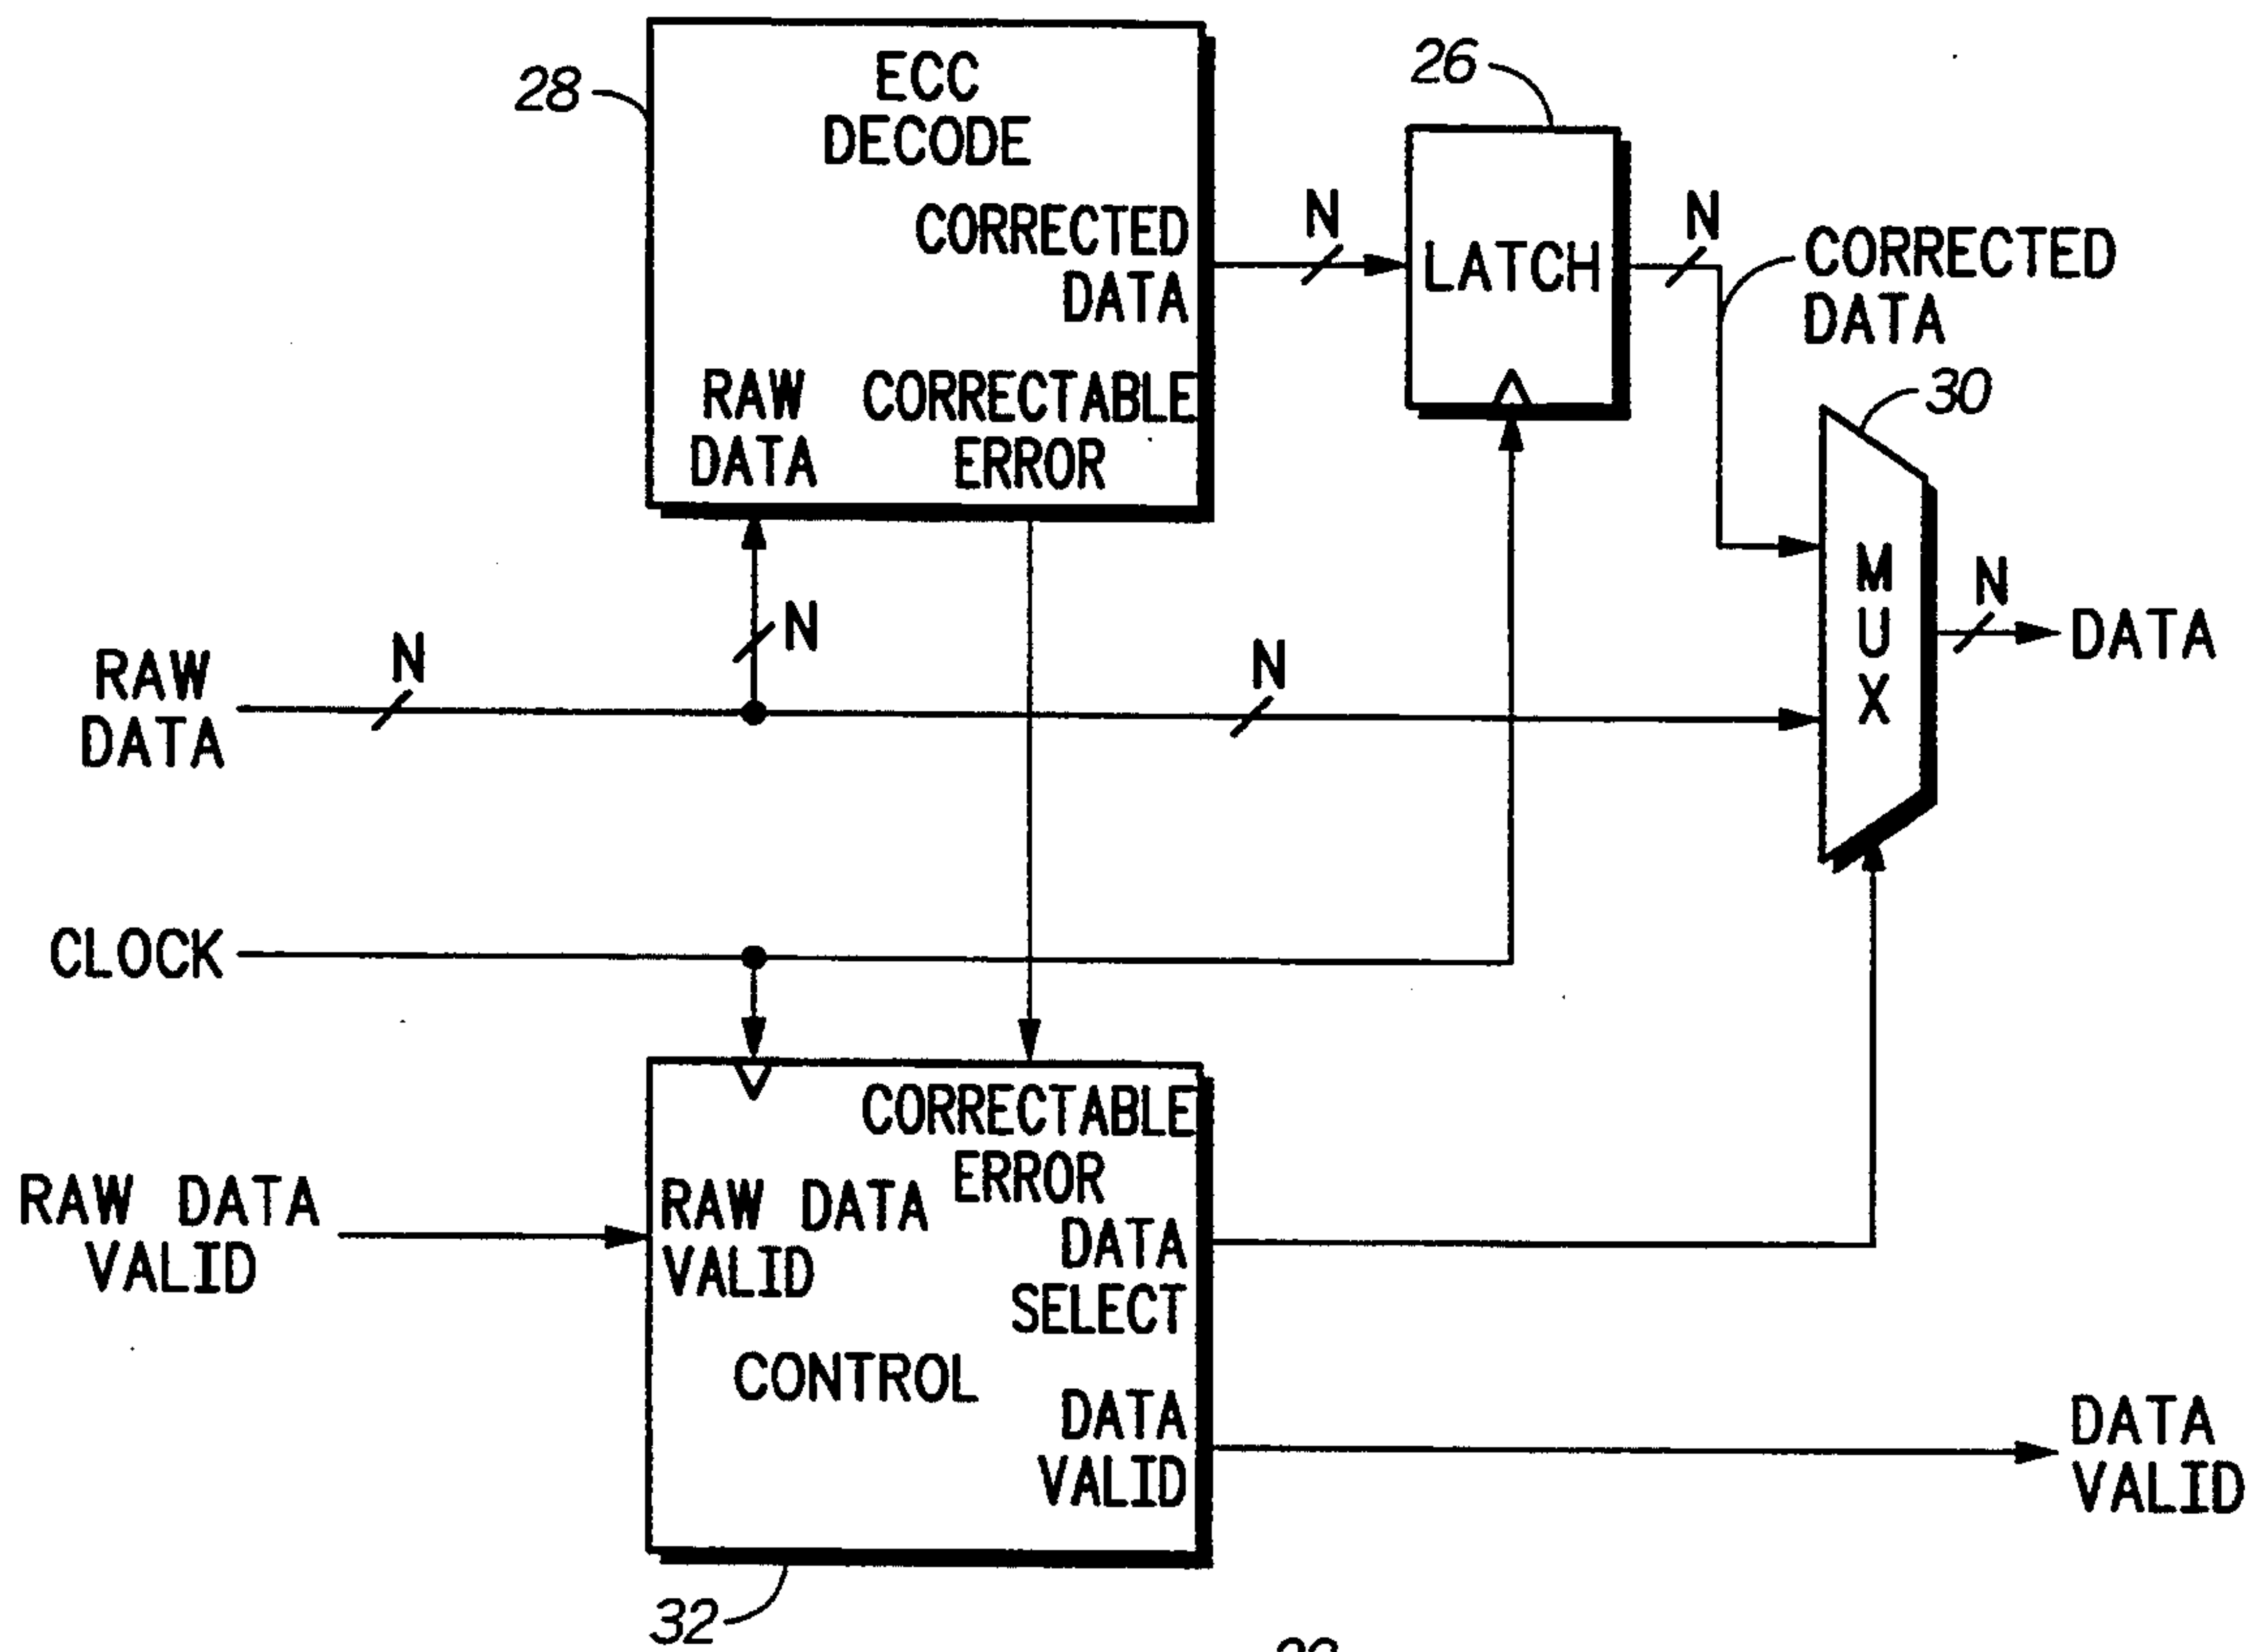 28
ECC
DECODE
CORRECTED
DATA
RAW
DATA
CORRECTABLE
ERROR
26
N
LATCH
N
CORRECTED
DATA
30
M
U
X
N
DATA
RAW
DATA
N
N
N
CLOCK
RAW DATA
VALID
CORRECTABLE
ERROR
RAW DATA
VALID
DATA
SELECT
CONTROL
DATA
VALID
DATA
VALID
32